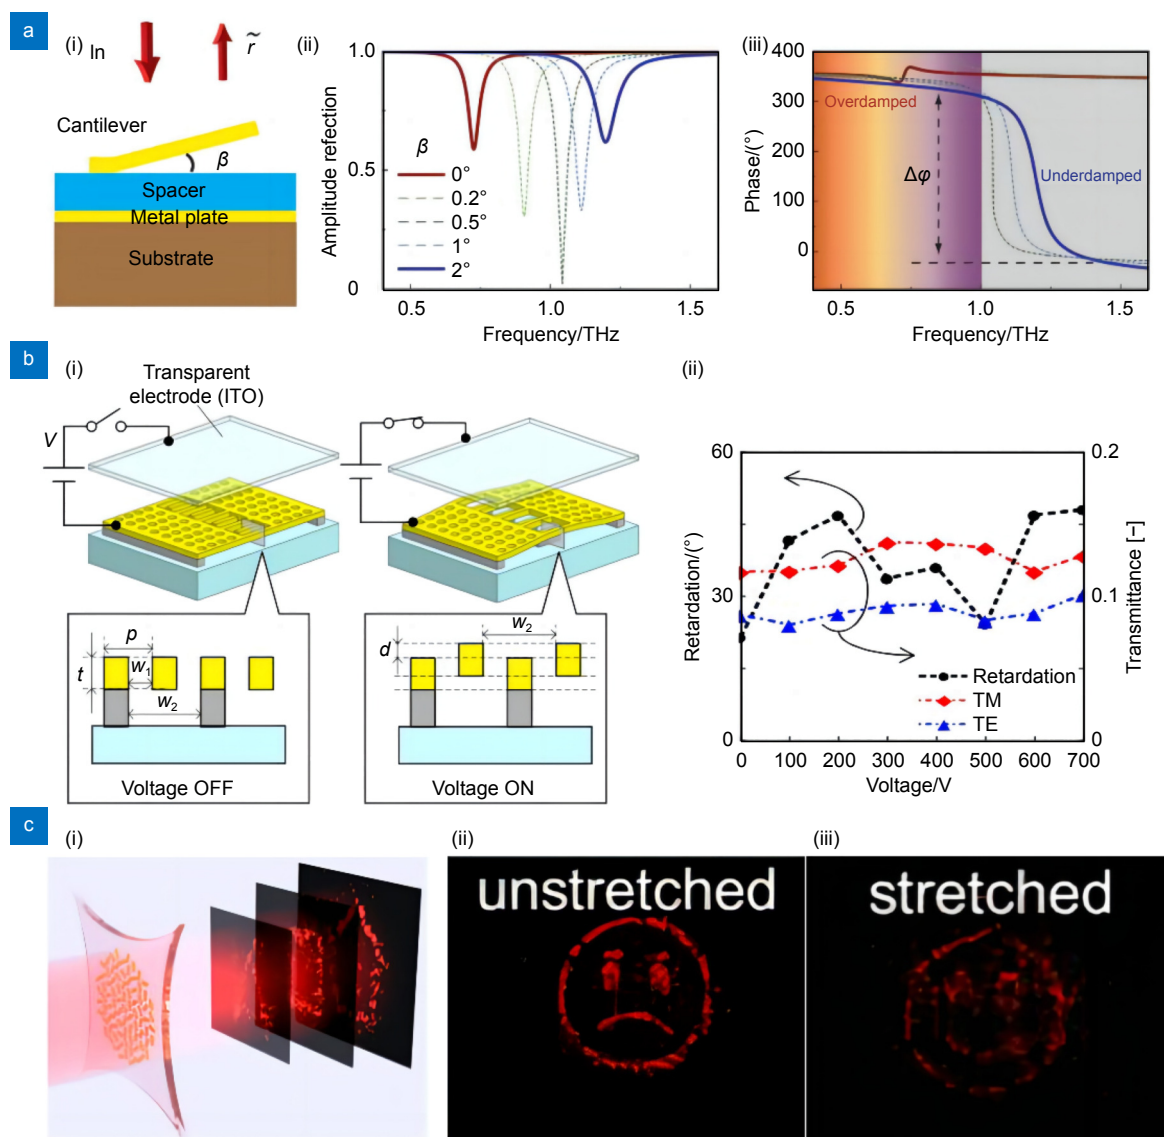 a
(i)
In
r̃
Cantilever
β
Spacer
Metal plate
Substrate
(ii)
Amplitude refection
1.0
0.5
0
β
0°
0.2°
0.5°
1°
2°
0.5
1.0
1.5
Frequency/THz
(iii)
Phase/(°)
400
300
200
100
0
Overdamped
Δφ
Underdamped
0.5
1.0
1.5
Frequency/THz
b
(i)
Transparent
electrode (ITO)
V
p
t
w1
w2
Voltage OFF
d
w2
Voltage ON
(ii)
Retardation/(°)
60
30
0
0.2
0.1
0
Transmittance [−]
Retardation
TM
TE
0 100 200 300 400 500 600 700
Voltage/V
c
(i)
(ii)
unstretched
(iii)
stretched